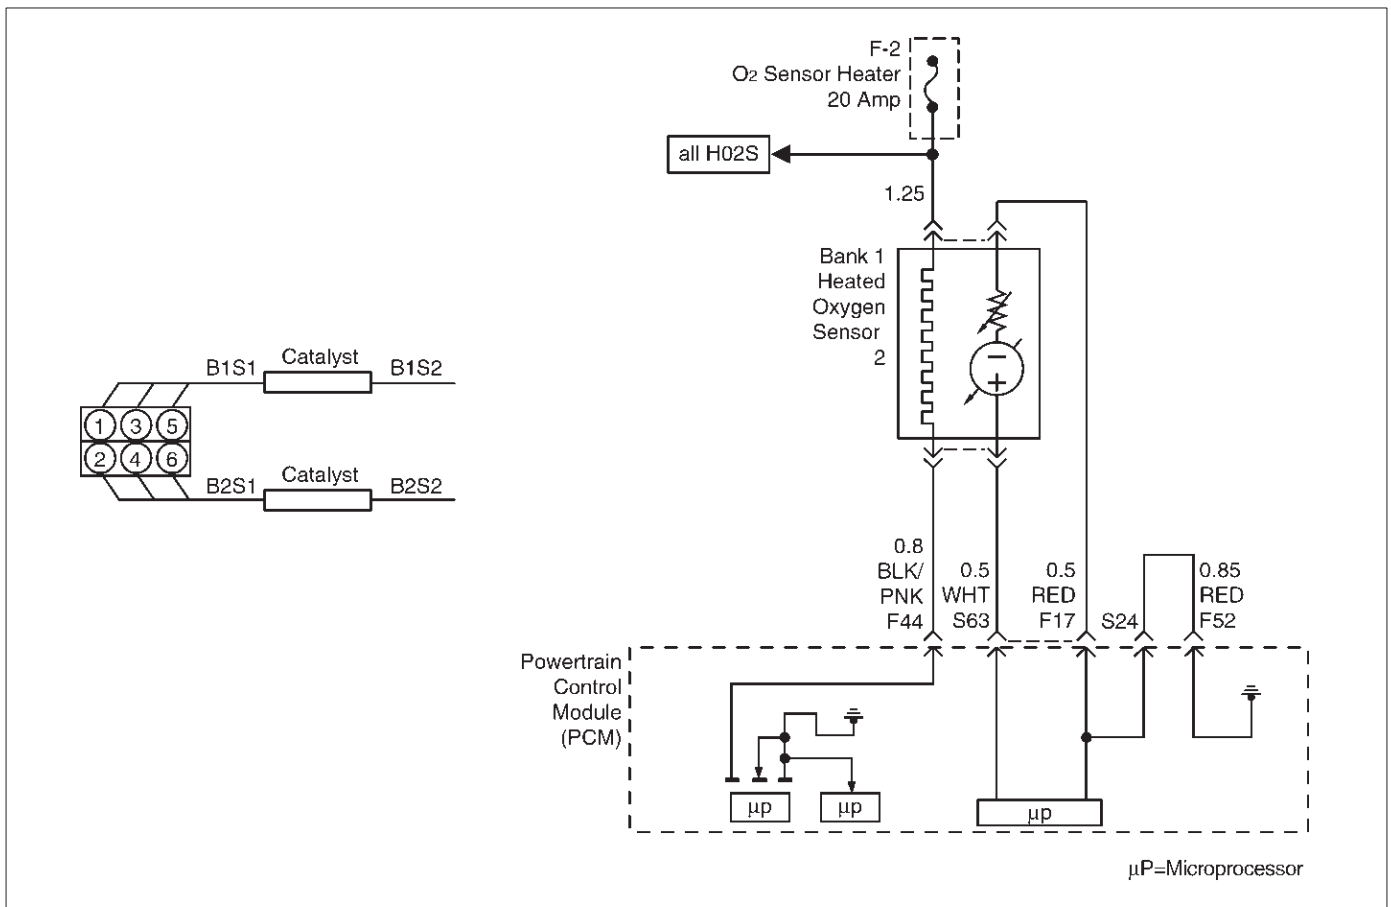 F-2
O2 Sensor Heater
20 Amp
all H02S
1.25
Bank 1
Heated
Oxygen
Sensor
2
B1S1
Catalyst
B1S2
1 3 5
2 4 6
B2S1
Catalyst
B2S2
0.8
BLK/
PNK
F44
0.5
WHT
S63
0.5
RED
F17
S24
0.85
RED
F52
Powertrain
Control
Module
(PCM)
μp
μp
μp
μP=Microprocessor